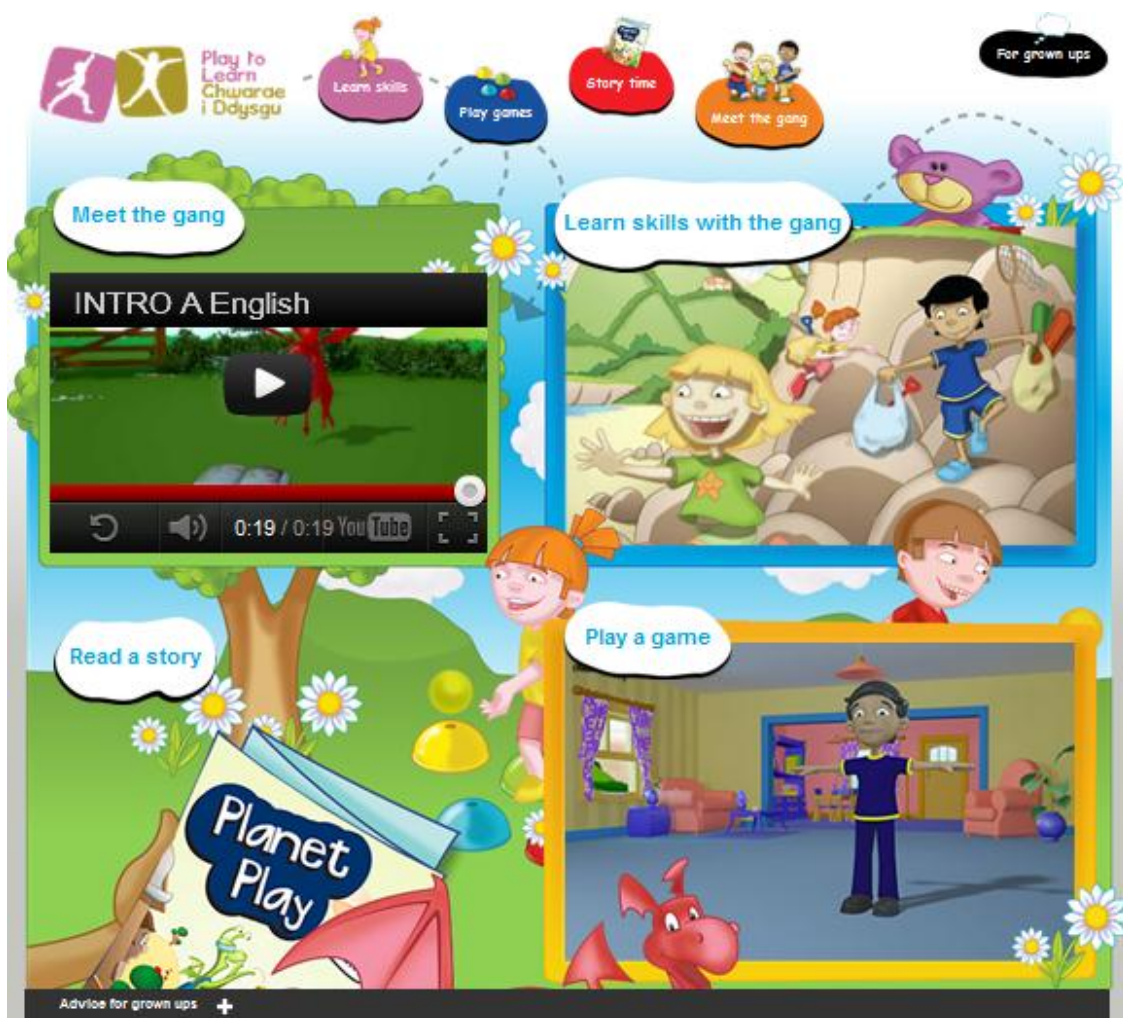 Play to
Learn
Chwarae
i Ddysgu
Learn skills
Play games
Story time
Meet the gang
For grown ups
Meet the gang
Learn skills with the gang
INTRO A English
0:19 / 0:19 YouTube
Read a story
Play a game
Planet
Play
Advice for grown ups +